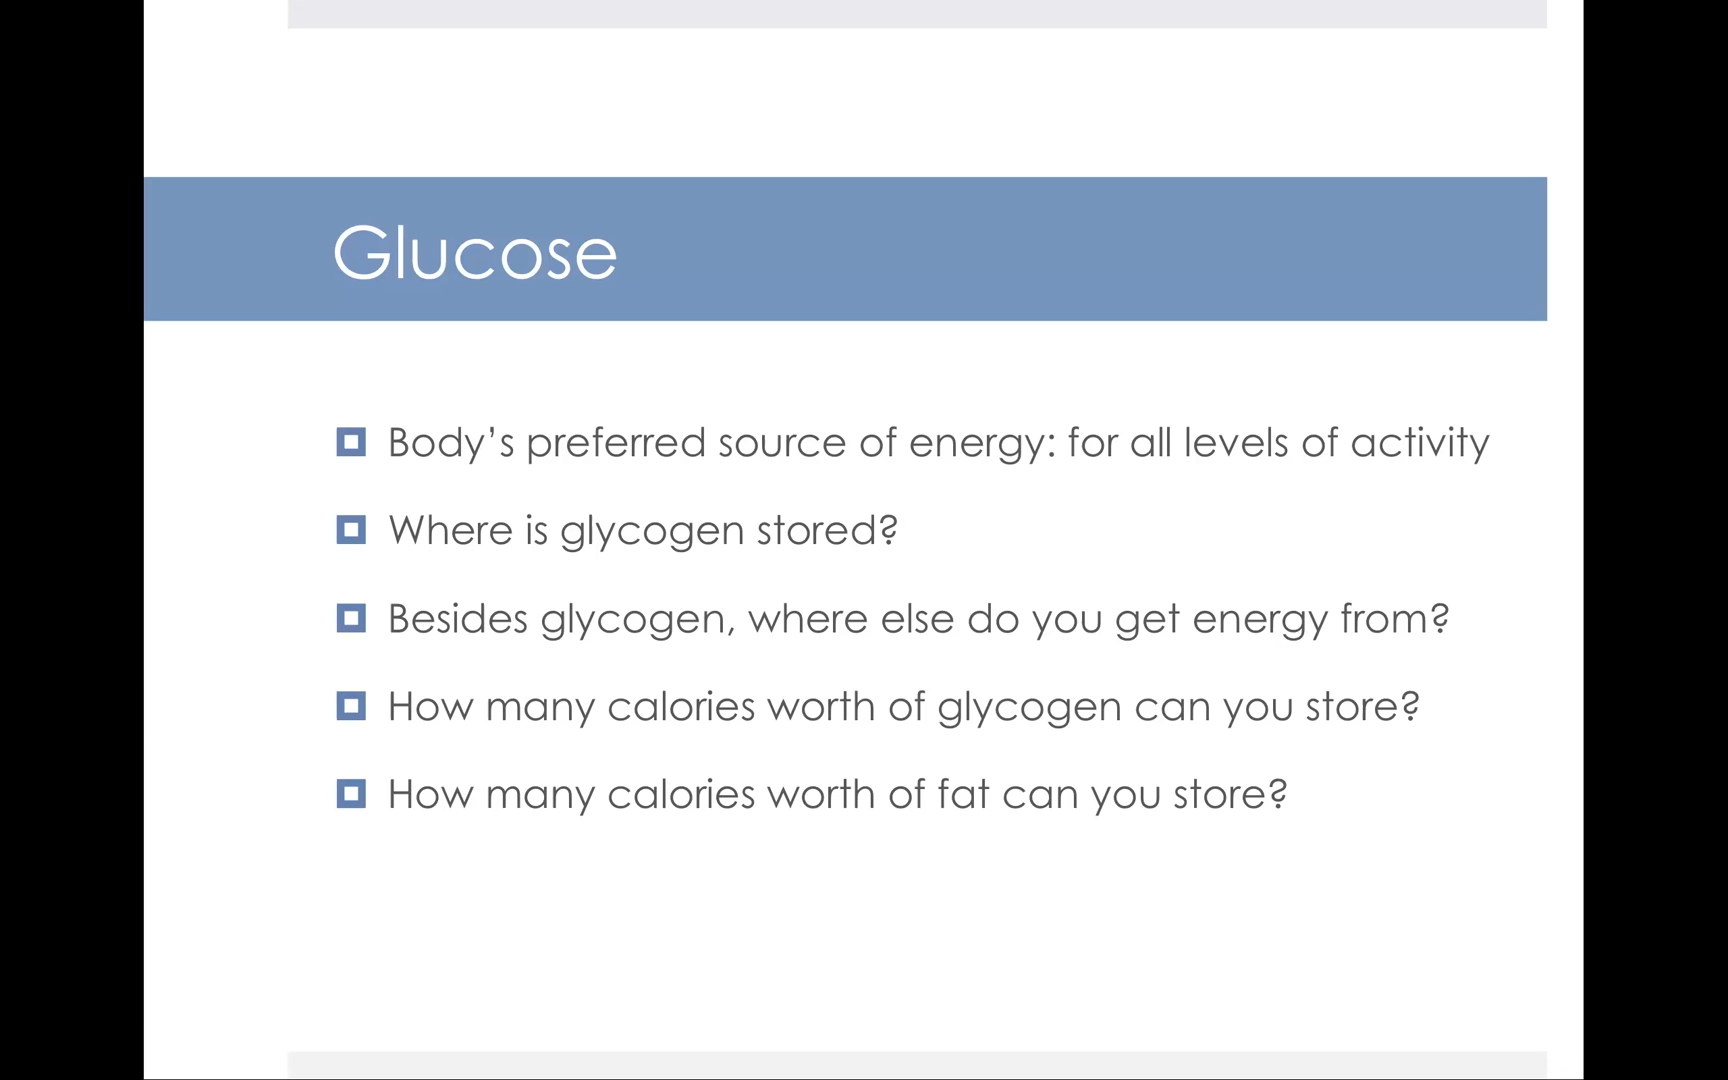 Glucose
Body’s preferred source of energy: for all levels of activity
Where is glycogen stored?
Besides glycogen, where else do you get energy from?
How many calories worth of glycogen can you store?
How many calories worth of fat can you store?